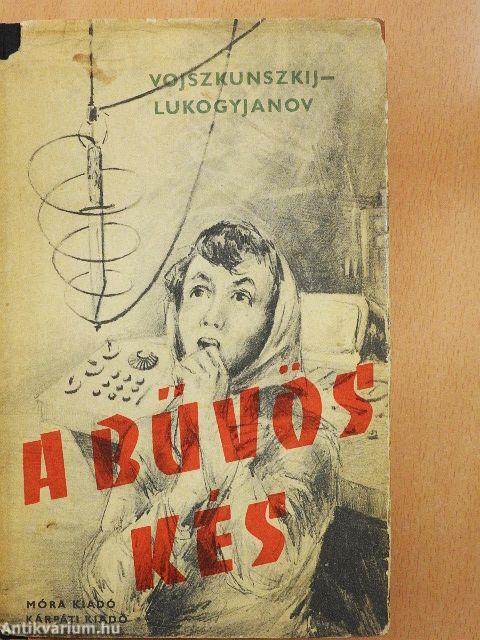 VOJSZKUNSZKIJ—
LUKOGYJANOV
A BŰVÖS
KÉS
MÓRA KIADÓ
KÁRPÁTI KIADÓ
Antikvarium.hu